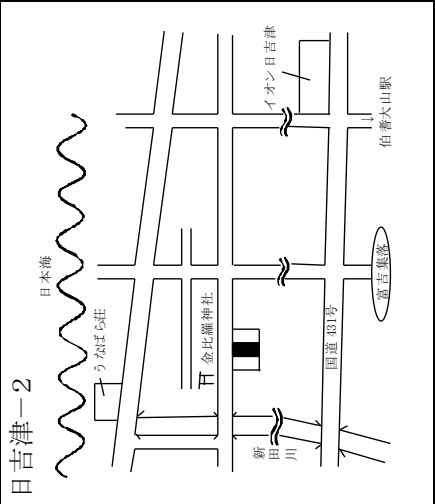 日吉津－2
日本海
うなばら荘
金比羅神社
新田川
国道431号
富吉集落
イオン日吉津
伯耆大山駅